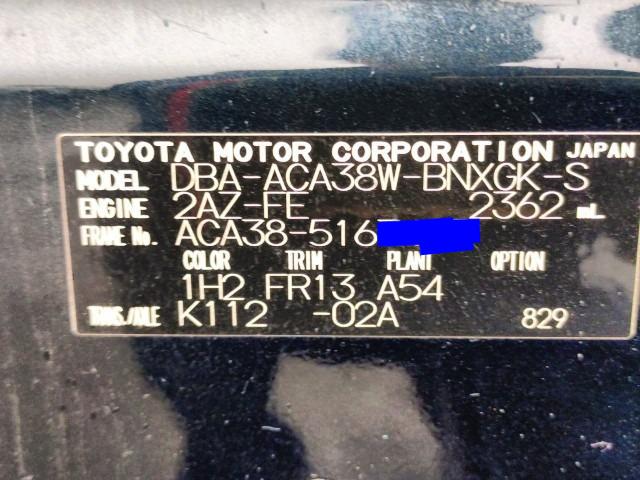 TOYOTA MOTOR CORPORATION JAPAN
MODEL DBA-ACA38W-BNXGK-S
ENGINE 2AZ-FE 2362 mL
FRAME No. ACA38-516
COLOR TRIM PLANT OPTION
1H2 FR13 A54
TRANS./AXLE K112 -02A 829